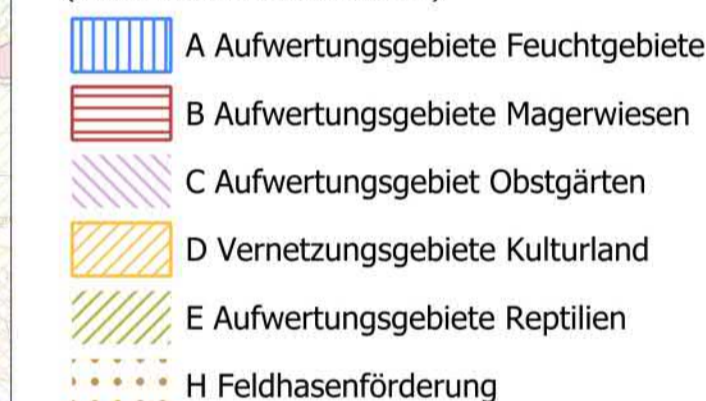 A Aufwertungsgebiete Feuchtgebiete
B Aufwertungsgebiete Magerwiesen
C Aufwertungsgebiet Obstgärten
D Vernetzungsgebiete Kulturland
E Aufwertungsgebiete Reptilien
H Feldhasenförderung